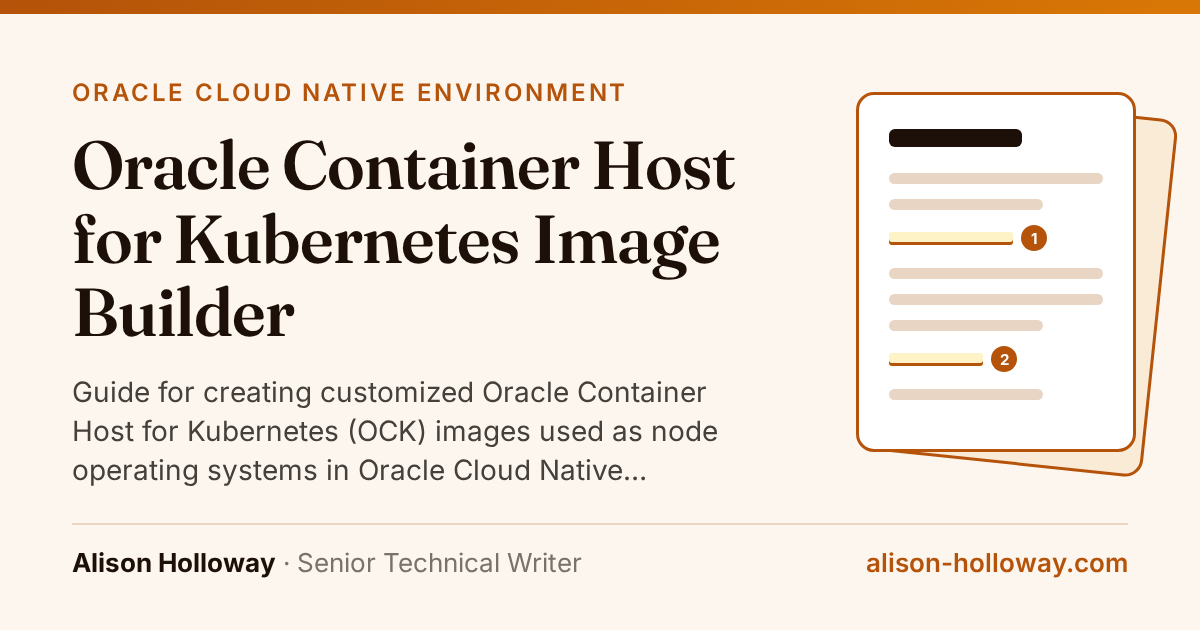 ORACLE CLOUD NATIVE ENVIRONMENT
Oracle Container Host
for Kubernetes Image
Builder
Guide for creating customized Oracle Container
Host for Kubernetes (OCK) images used as node
operating systems in Oracle Cloud Native...
1
2
Alison Holloway · Senior Technical Writer
alison-holloway.com